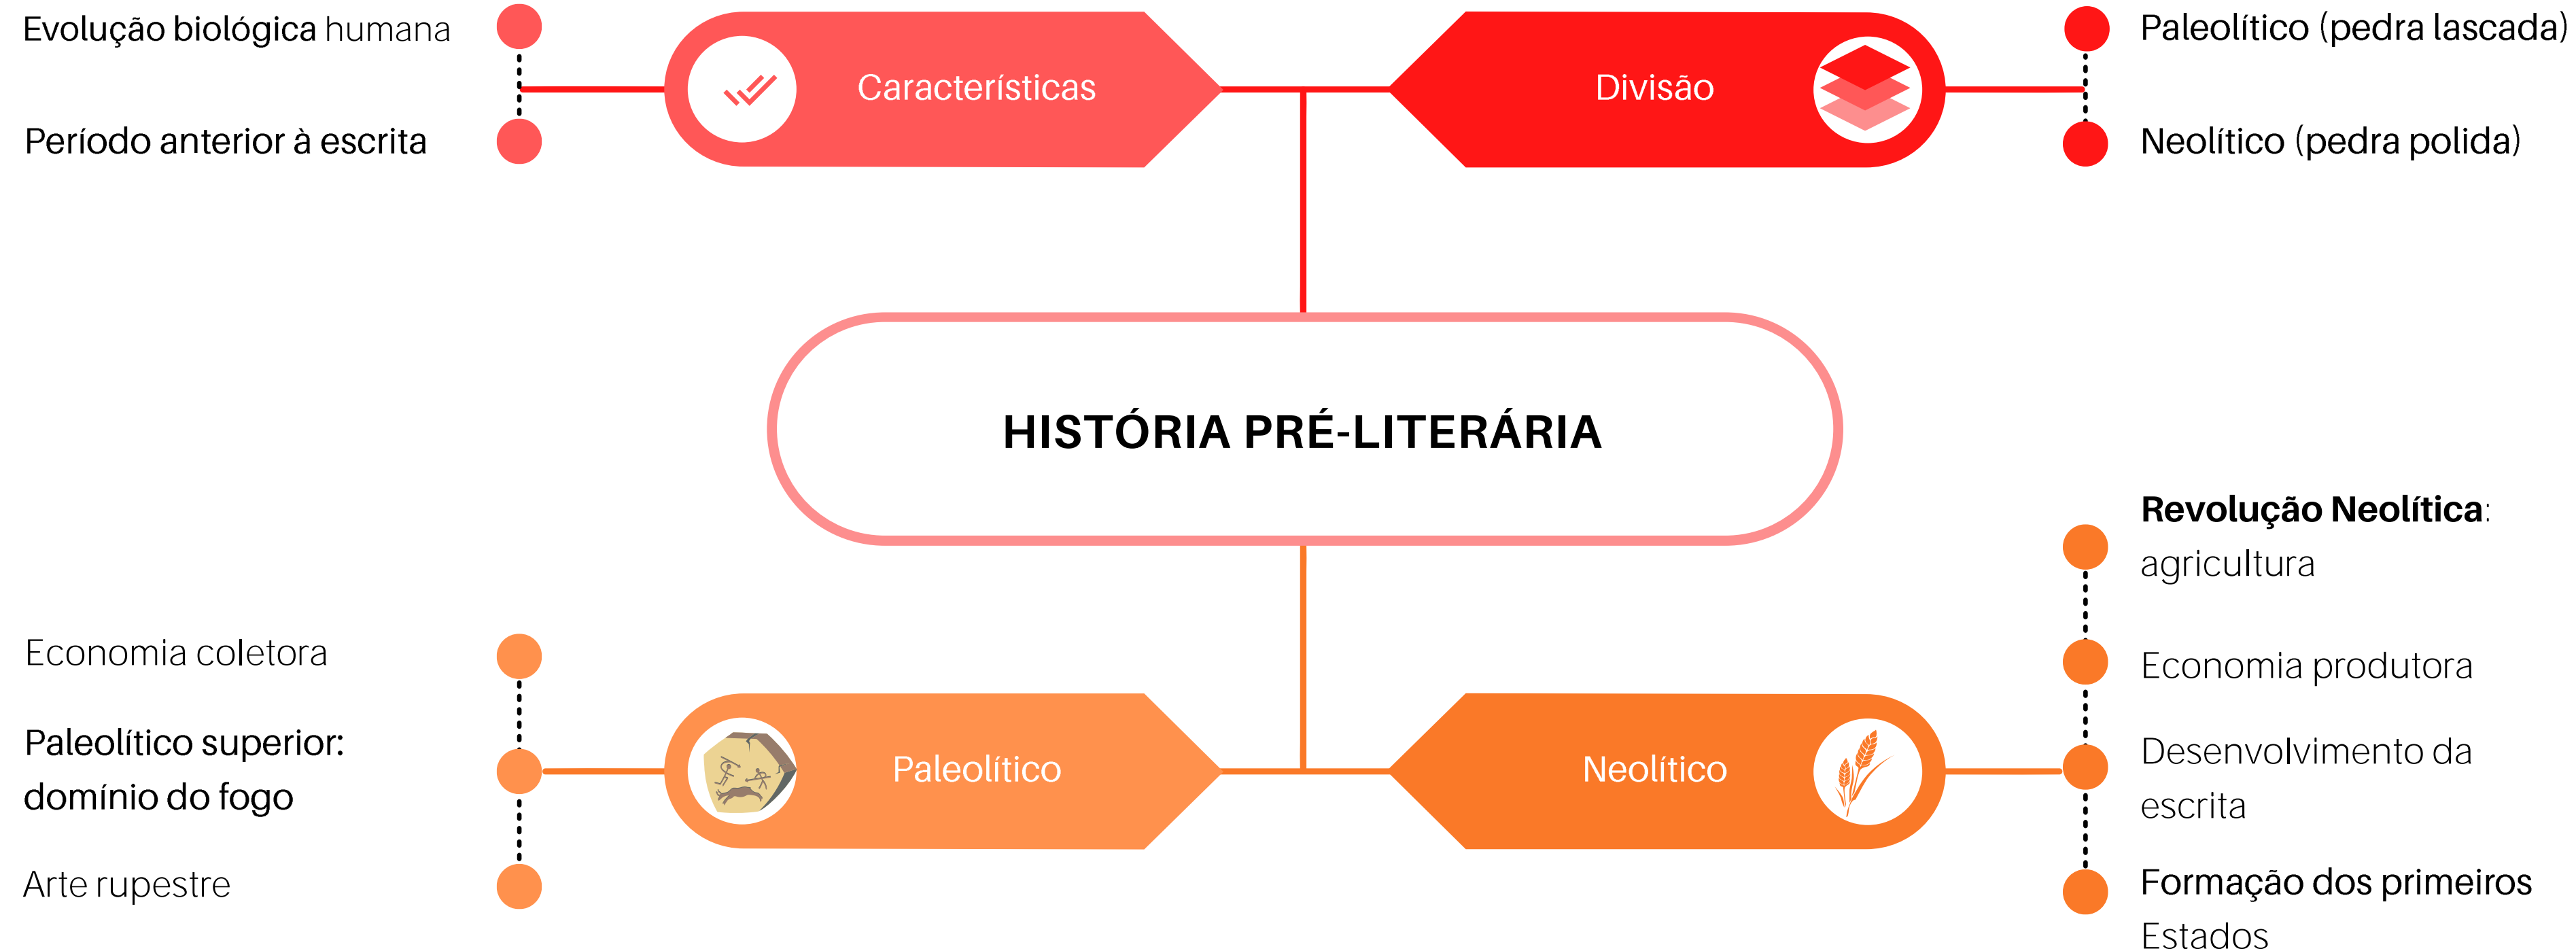 Evolução biológica humana
Período anterior à escrita
Características
Divisão
Paleolítico (pedra lascada)
Neolítico (pedra polida)
HISTÓRIA PRÉ-LITERÁRIA
Economia coletora
Paleolítico superior:
domínio do fogo
Arte rupestre
Paleolítico
Neolítico
Revolução Neolítica:
agricultura
Economia produtora
Desenvolvimento da
escrita
Formação dos primeiros
Estados